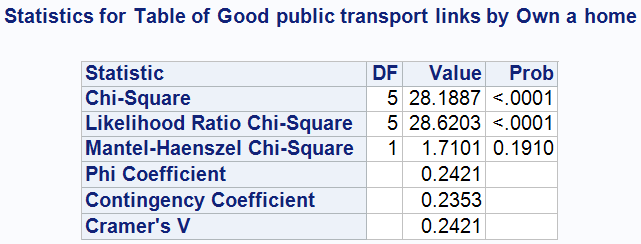 Statistics for Table of Good public transport links by Own a home
Statistic DF Value Prob
Chi-Square 5 28.1887 <.0001
Likelihood Ratio Chi-Square 5 28.6203 <.0001
Mantel-Haenszel Chi-Square 1 1.7101 0.1910
Phi Coefficient 0.2421
Contingency Coefficient 0.2353
Cramer's V 0.2421